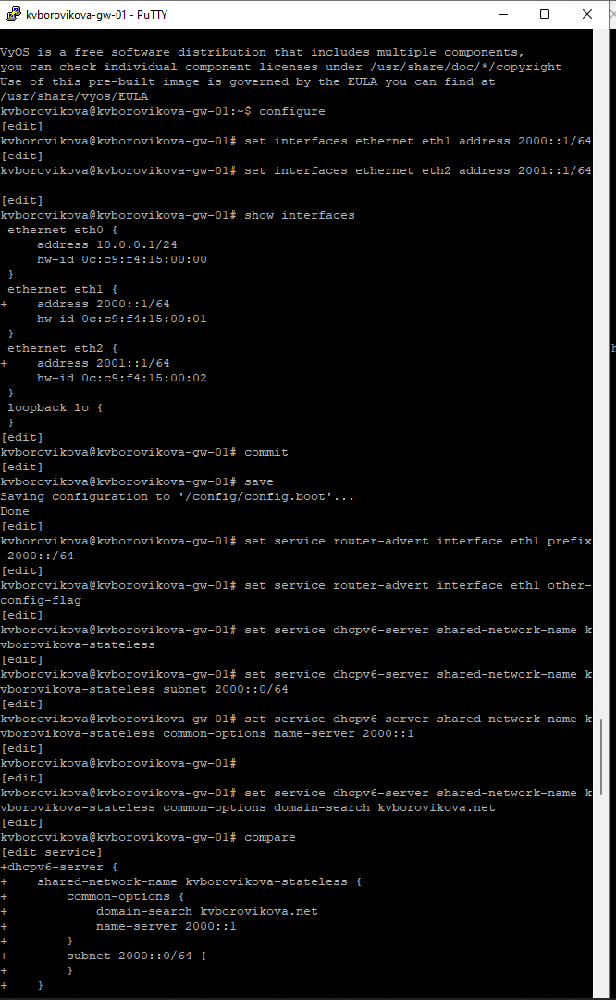 kvborovikova-gw-01 - PuTTY
VyOS is a free software distribution that includes multiple components,
you can check individual component licenses under /usr/share/doc/*/copyright
Use of this pre-built image is governed by the EULA you can find at
/usr/share/vyos/EULA
kvborovikova@kvborovikova-gw-01:~$ configure
[edit]
kvborovikova@kvborovikova-gw-01# set interfaces ethernet eth1 address 2000::1/64
[edit]
kvborovikova@kvborovikova-gw-01# set interfaces ethernet eth2 address 2001::1/64
[edit]
kvborovikova@kvborovikova-gw-01# show interfaces
 ethernet eth0 {
     address 10.0.0.1/24
     hw-id 0c:c9:f4:15:00:00
 }
 ethernet eth1 {
+    address 2000::1/64
     hw-id 0c:c9:f4:15:00:01
 }
 ethernet eth2 {
+    address 2001::1/64
     hw-id 0c:c9:f4:15:00:02
 }
 loopback lo {
 }
[edit]
kvborovikova@kvborovikova-gw-01# commit
[edit]
kvborovikova@kvborovikova-gw-01# save
Saving configuration to '/config/config.boot'...
Done
[edit]
kvborovikova@kvborovikova-gw-01# set service router-advert interface eth1 prefix
 2000::/64
[edit]
kvborovikova@kvborovikova-gw-01# set service router-advert interface eth1 other-
config-flag
[edit]
kvborovikova@kvborovikova-gw-01# set service dhcpv6-server shared-network-name k
vborovikova-stateless
[edit]
kvborovikova@kvborovikova-gw-01# set service dhcpv6-server shared-network-name k
vborovikova-stateless subnet 2000::0/64
[edit]
kvborovikova@kvborovikova-gw-01# set service dhcpv6-server shared-network-name k
vborovikova-stateless common-options name-server 2000::1
[edit]
kvborovikova@kvborovikova-gw-01#
[edit]
kvborovikova@kvborovikova-gw-01# set service dhcpv6-server shared-network-name k
vborovikova-stateless common-options domain-search kvborovikova.net
[edit]
kvborovikova@kvborovikova-gw-01# compare
[edit service]
+dhcpv6-server {
+    shared-network-name kvborovikova-stateless {
+        common-options {
+            domain-search kvborovikova.net
+            name-server 2000::1
+        }
+        subnet 2000::0/64 {
+        }
+    }